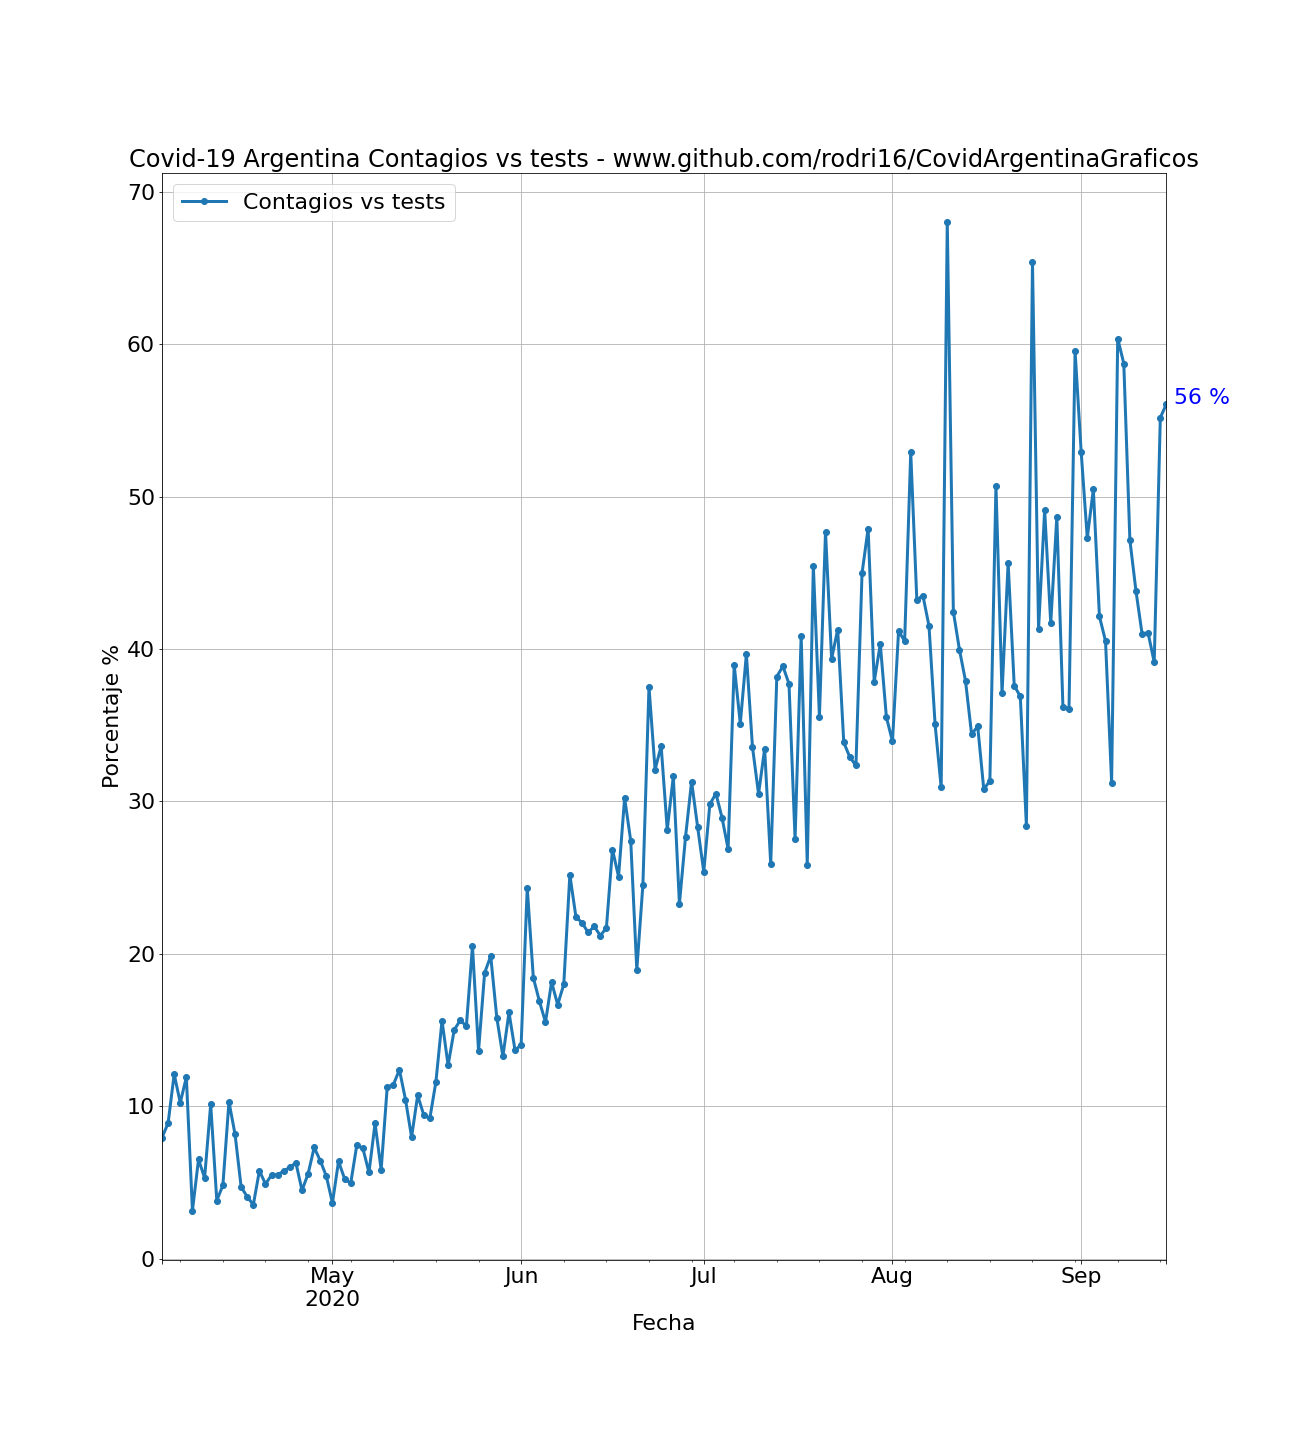 Covid-19 Argentina Contagios vs tests - www.github.com/rodri16/CovidArgentinaGraficos
Contagios vs tests
70
60
56 %
50
40
30
20
10
0
Porcentaje %
May
2020
Jun
Jul
Aug
Sep
Fecha